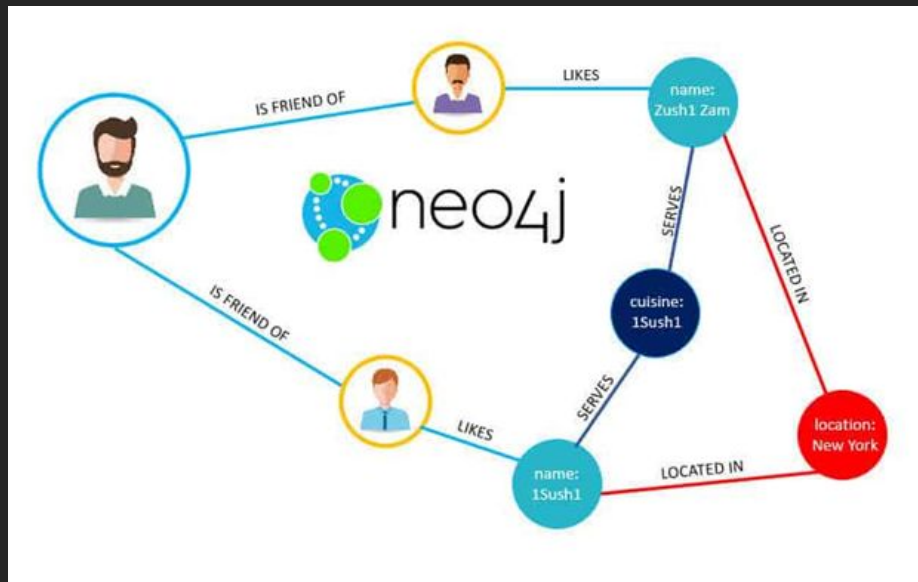 IS FRIEND OF
LIKES
name:
Zush1 Zam
neo4j
SERVES
LOCATED IN
cuisine:
1Sush1
IS FRIEND OF
SERVES
LIKES
location:
New York
name:
1Sush1
LOCATED IN